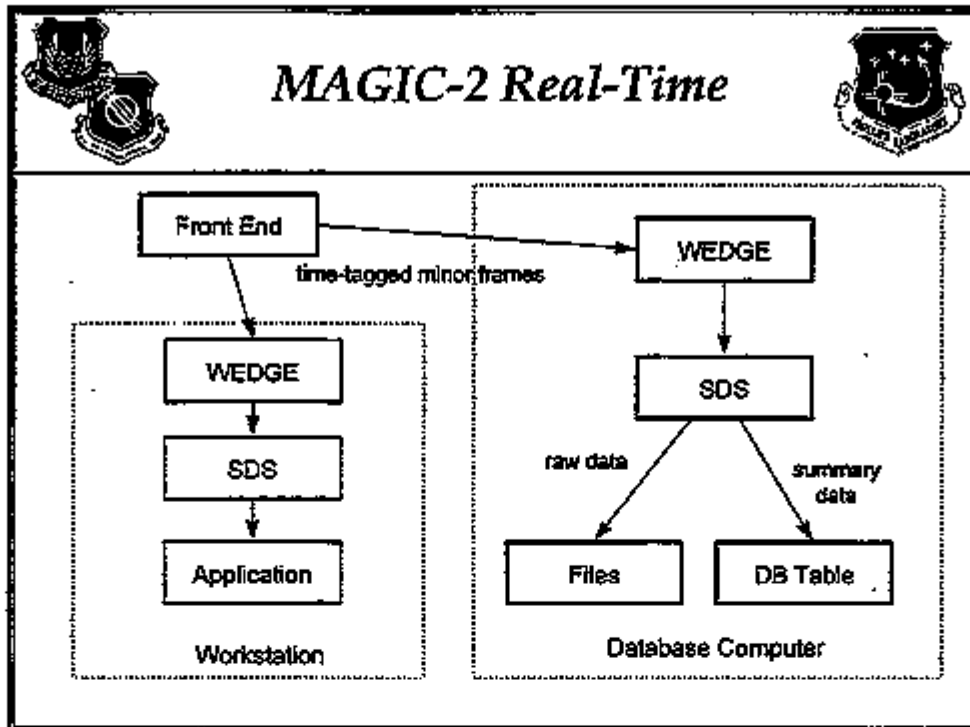 MAGIC-2 Real-Time
Front End
time-tagged minor frames
WEDGE
SDS
Application
Workstation
WEDGE
SDS
raw data
summary
data
Files
DB Table
Database Computer